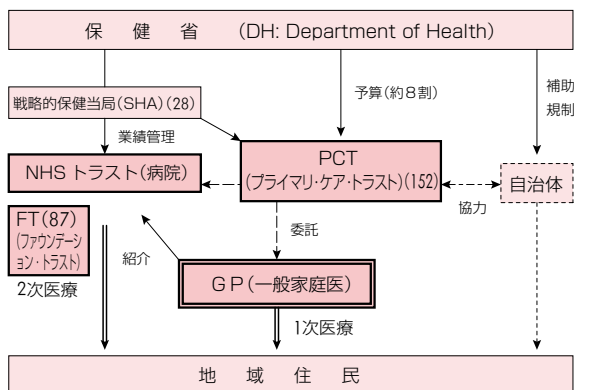 保健省 (DH: Department of Health)
戦略的保健当局(SHA)(28)
予算(約8割)
補助
規制
業績管理
NHS トラスト(病院)
PCT
(プライマリ・ケア・トラスト)(152)
自治体
協力
FT(87)
(ファウンデーシ
ョン・トラスト)
2次医療
紹介
委託
GP(一般家庭医)
1次医療
地域住民